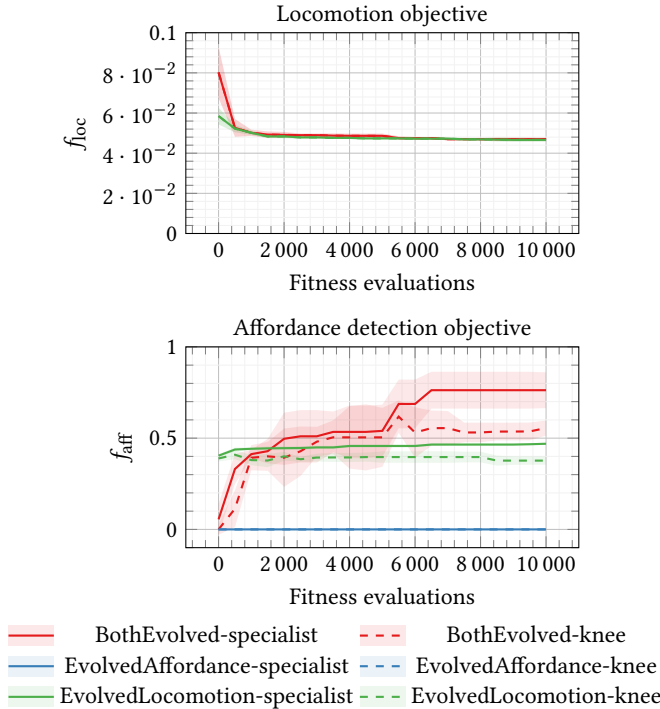 Locomotion objective
0.1
8 · 10⁻²
6 · 10⁻²
4 · 10⁻²
2 · 10⁻²
0
f_loc
0 2 000 4 000 6 000 8 000 10 000
Fitness evaluations
Affordance detection objective
1
0.5
0
f_aff
0 2 000 4 000 6 000 8 000 10 000
Fitness evaluations
BothEvolved-specialist BothEvolved-knee
EvolvedAffordance-specialist EvolvedAffordance-knee
EvolvedLocomotion-specialist EvolvedLocomotion-knee